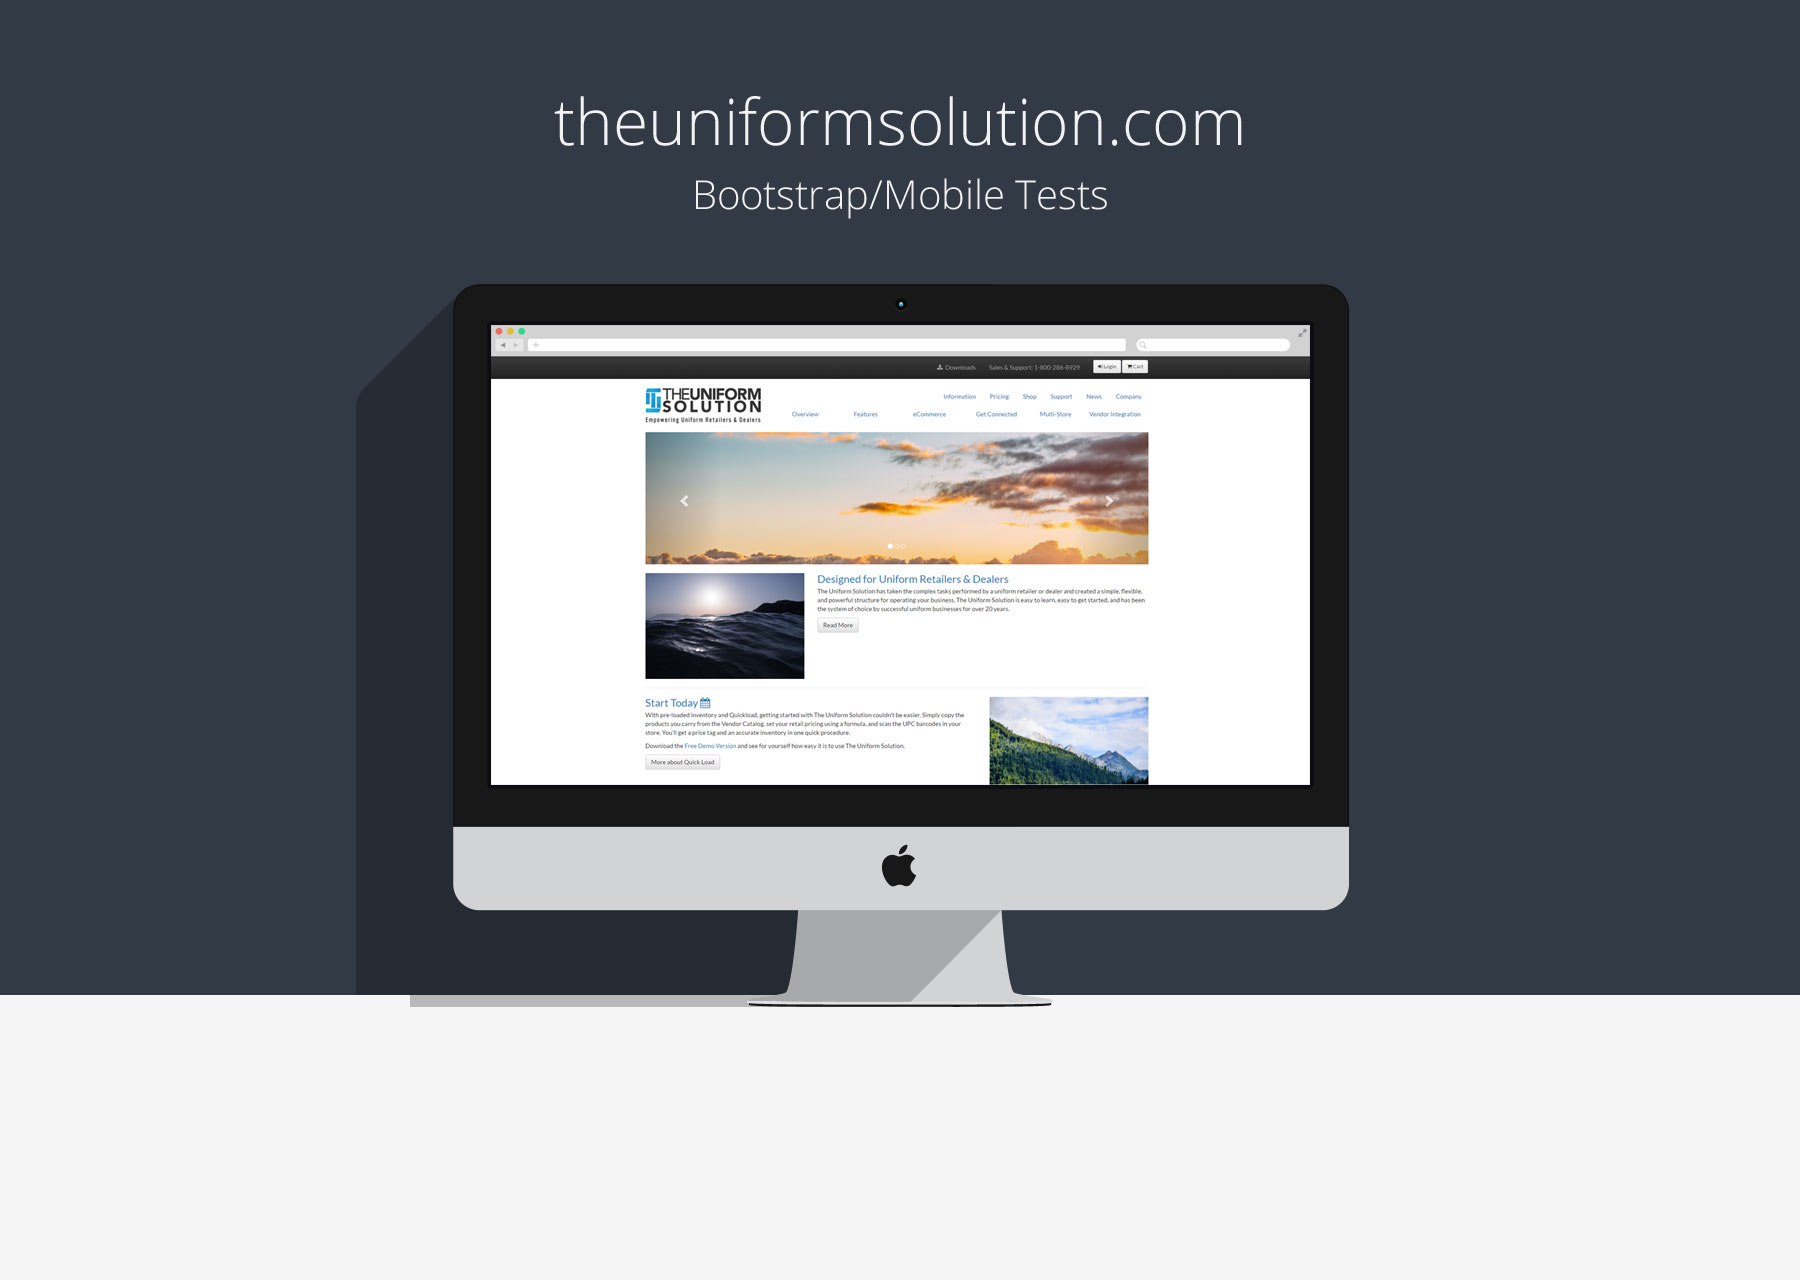 theuniformsolution.com
Bootstrap/Mobile Tests
Downloads Sales & Support: 1-800-286-8929 Login Cart
THEUNIFORM
SOLUTION
Empowering Uniform Retailers & Dealers
Information Pricing Shop Support News Company
Overview Features eCommerce Get Connected Multi-Store Vendor Integration
Designed for Uniform Retailers & Dealers
The Uniform Solution has taken the complex tasks performed by a uniform retailer or dealer and created a simple, flexible,
and powerful structure for operating your business. The Uniform Solution is easy to learn, easy to get started, and has been
the system of choice by successful uniform businesses for over 20 years.
Read More
Start Today
With pre-loaded inventory and Quickload, getting started with The Uniform Solution couldn't be easier. Simply copy the
products you carry from the Vendor Catalog, set your retail pricing using a formula, and scan the UPC barcodes in your
store. You'll get a price tag and an accurate inventory in one quick procedure.
Download the Free Demo Version and see for yourself how easy it is to use The Uniform Solution.
More about Quick Load